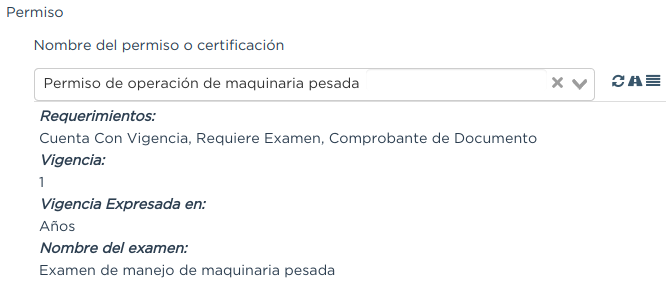 Permiso
Nombre del permiso o certificación
Permiso de operación de maquinaria pesada
Requerimientos:
Cuenta Con Vigencia, Requiere Examen, Comprobante de Documento
Vigencia:
1
Vigencia Expresada en:
Años
Nombre del examen:
Examen de manejo de maquinaria pesada